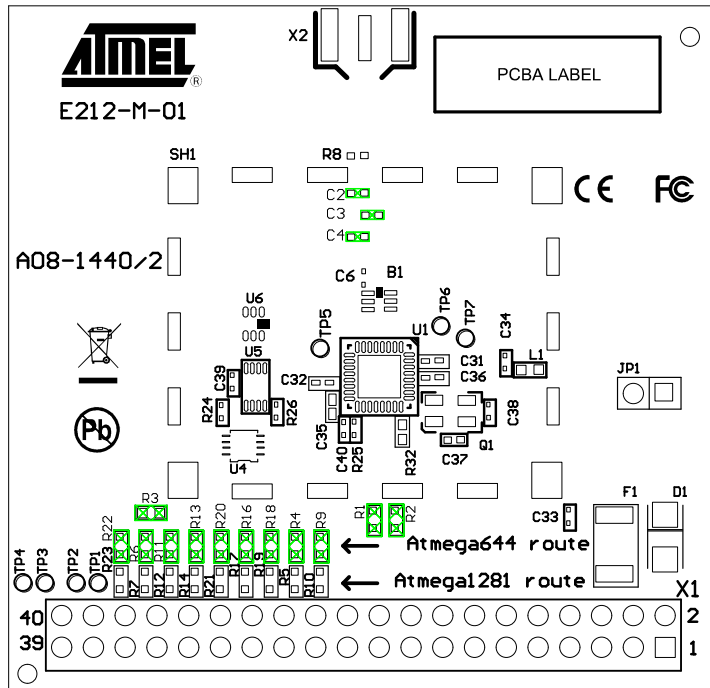 X2
ATMEL®
PCBA LABEL
E212-M-01
SH1
R8
C2
C3
C4
CE FC
A08-1440/2
C6
B1
U6
TP5
TP6
TP7
U1
C34
U5
C39
C32
C31
C36
L1
JP1
R24
R26
C35
C38
Pb
U4
C40
R25
R32
C37
Q1
R3
R1
R2
C33
F1
D1
R22
R6
R11
R13
R20
R16
R18
R4
R9
Atmega644 route
TP4
TP3
TP2
TP1
R23
R7
R12
R14
R21
R17
R19
R5
R10
Atmega1281 route
X1
40
2
39
1